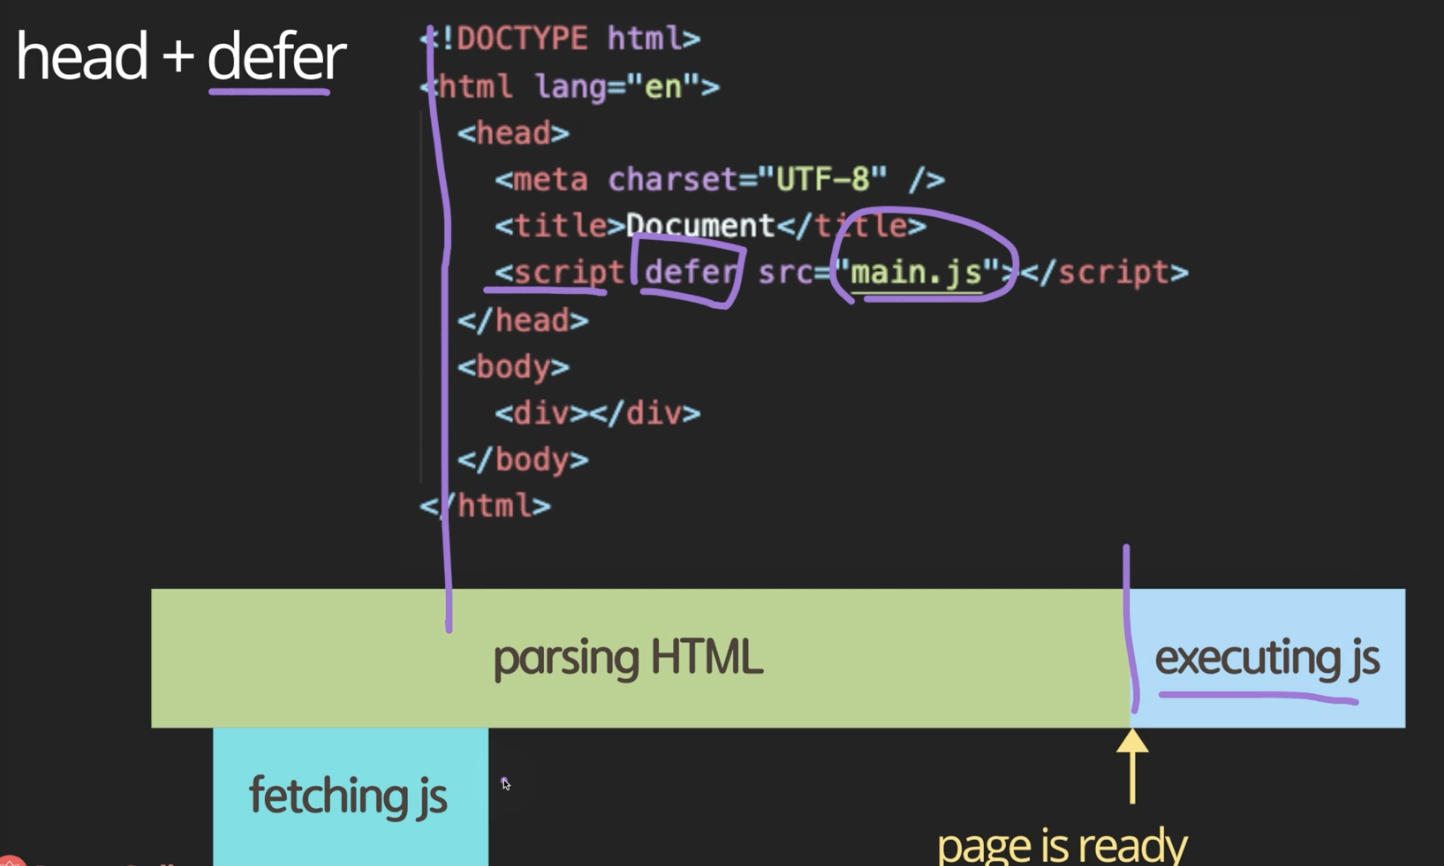 head + defer
<!DOCTYPE html>
<html lang="en">
<head>
<meta charset="UTF-8" />
<title>Document</title>
<script defer src="main.js"></script>
</head>
<body>
<div></div>
</body>
</html>
parsing HTML
executing js
fetching js
page is ready